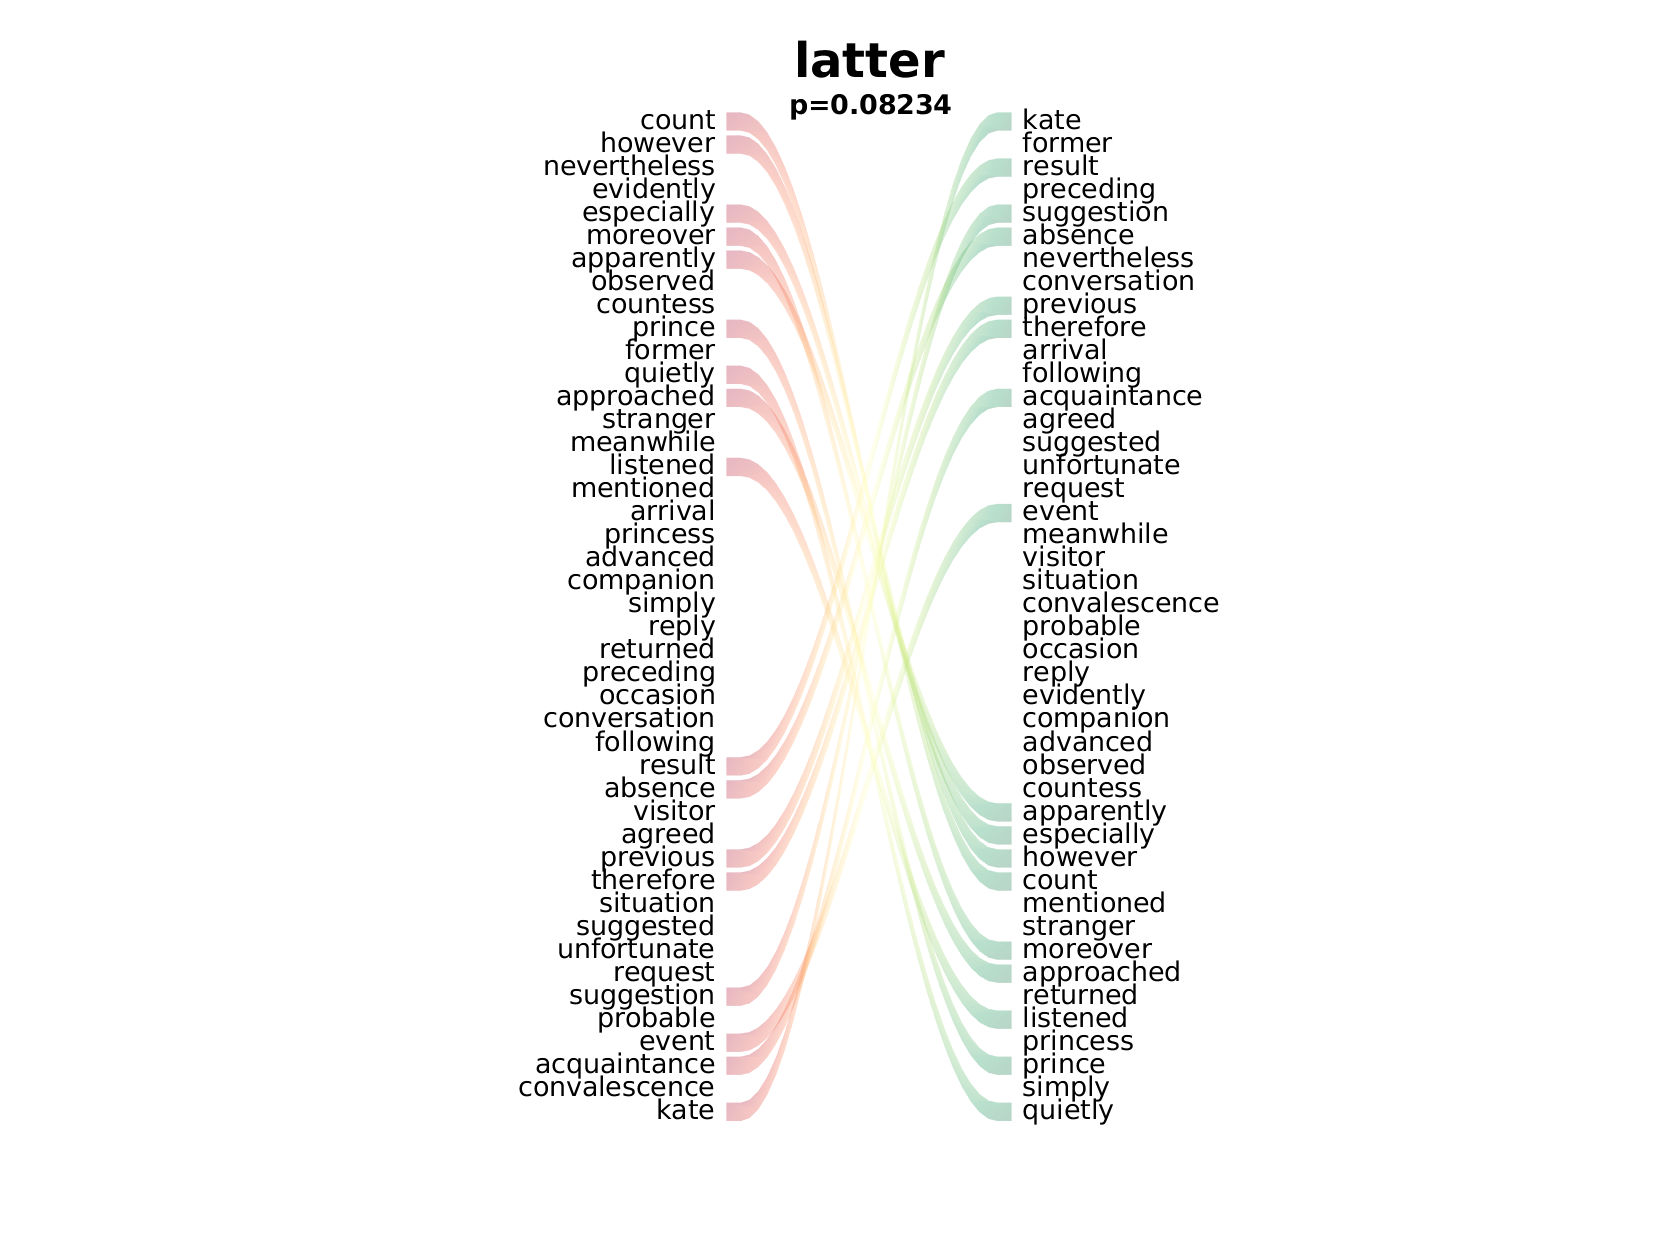 latter
p=0.08234
count
however
nevertheless
evidently
especially
moreover
apparently
observed
countess
prince
former
quietly
approached
stranger
meanwhile
listened
mentioned
arrival
princess
advanced
companion
simply
reply
returned
preceding
occasion
conversation
following
result
absence
visitor
agreed
previous
therefore
situation
suggested
unfortunate
request
suggestion
probable
event
acquaintance
convalescence
kate
kate
former
result
preceding
suggestion
absence
nevertheless
conversation
previous
therefore
arrival
following
acquaintance
agreed
suggested
unfortunate
request
event
meanwhile
visitor
situation
convalescence
probable
occasion
reply
evidently
companion
advanced
observed
countess
apparently
especially
however
count
mentioned
stranger
moreover
approached
returned
listened
princess
prince
simply
quietly